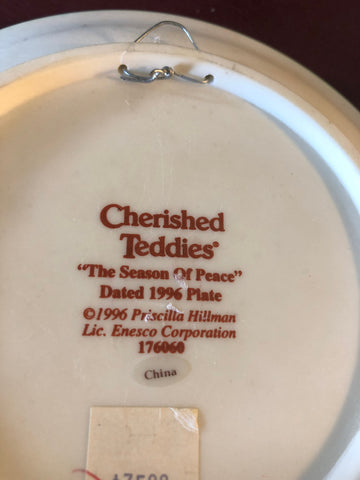 Cherished
Teddies®
"The Season Of Peace"
Dated 1996 Plate
©1996 Priscilla Hillman
Lic. Enesco Corporation
176060
China